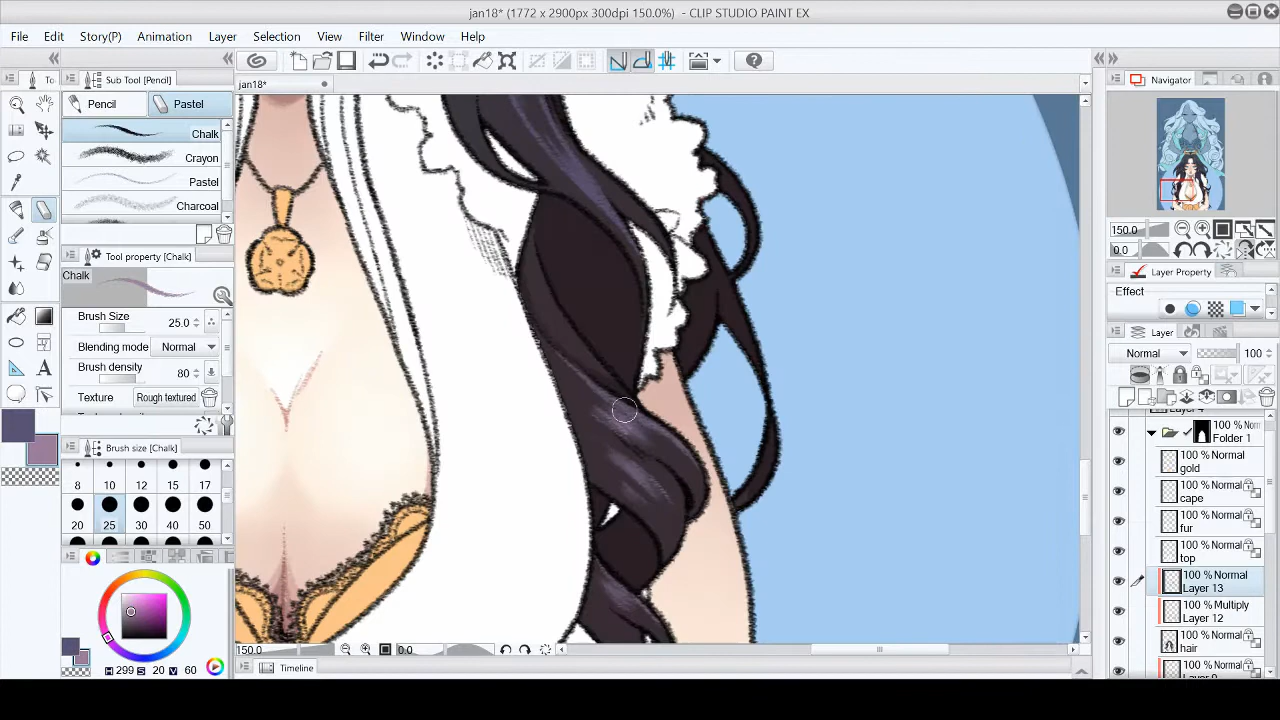 jan18* (1772 x 2900px 300dpi 150.0%) - CLIP STUDIO PAINT EX
File Edit Story(P) Animation Layer Selection View Filter Window Help
To Sub Tool [Pencil]
jan18*
Navigator
Pencil Pastel
Chalk
Crayon
Pastel
Charcoal
150.0
0.0
Tool property [Chalk]
Chalk
Layer Property
Effect
Brush Size 25.0
Blending mode Normal
Brush density 80
Texture Rough textured
Layer
Normal 100
Brush size [Chalk]
8 10 12 15 17
20 25 30 40 50
Layer 4
100 % Norm
Folder 1
100 % Normal
gold
100 % Normal
cape
100 % Normal
fur
100 % Normal
top
100 % Normal
Layer 13
100 % Multiply
Layer 12
100 % Normal
hair
100 % Normal
150.0 0.0
H 299 S 20 V 60
Timeline